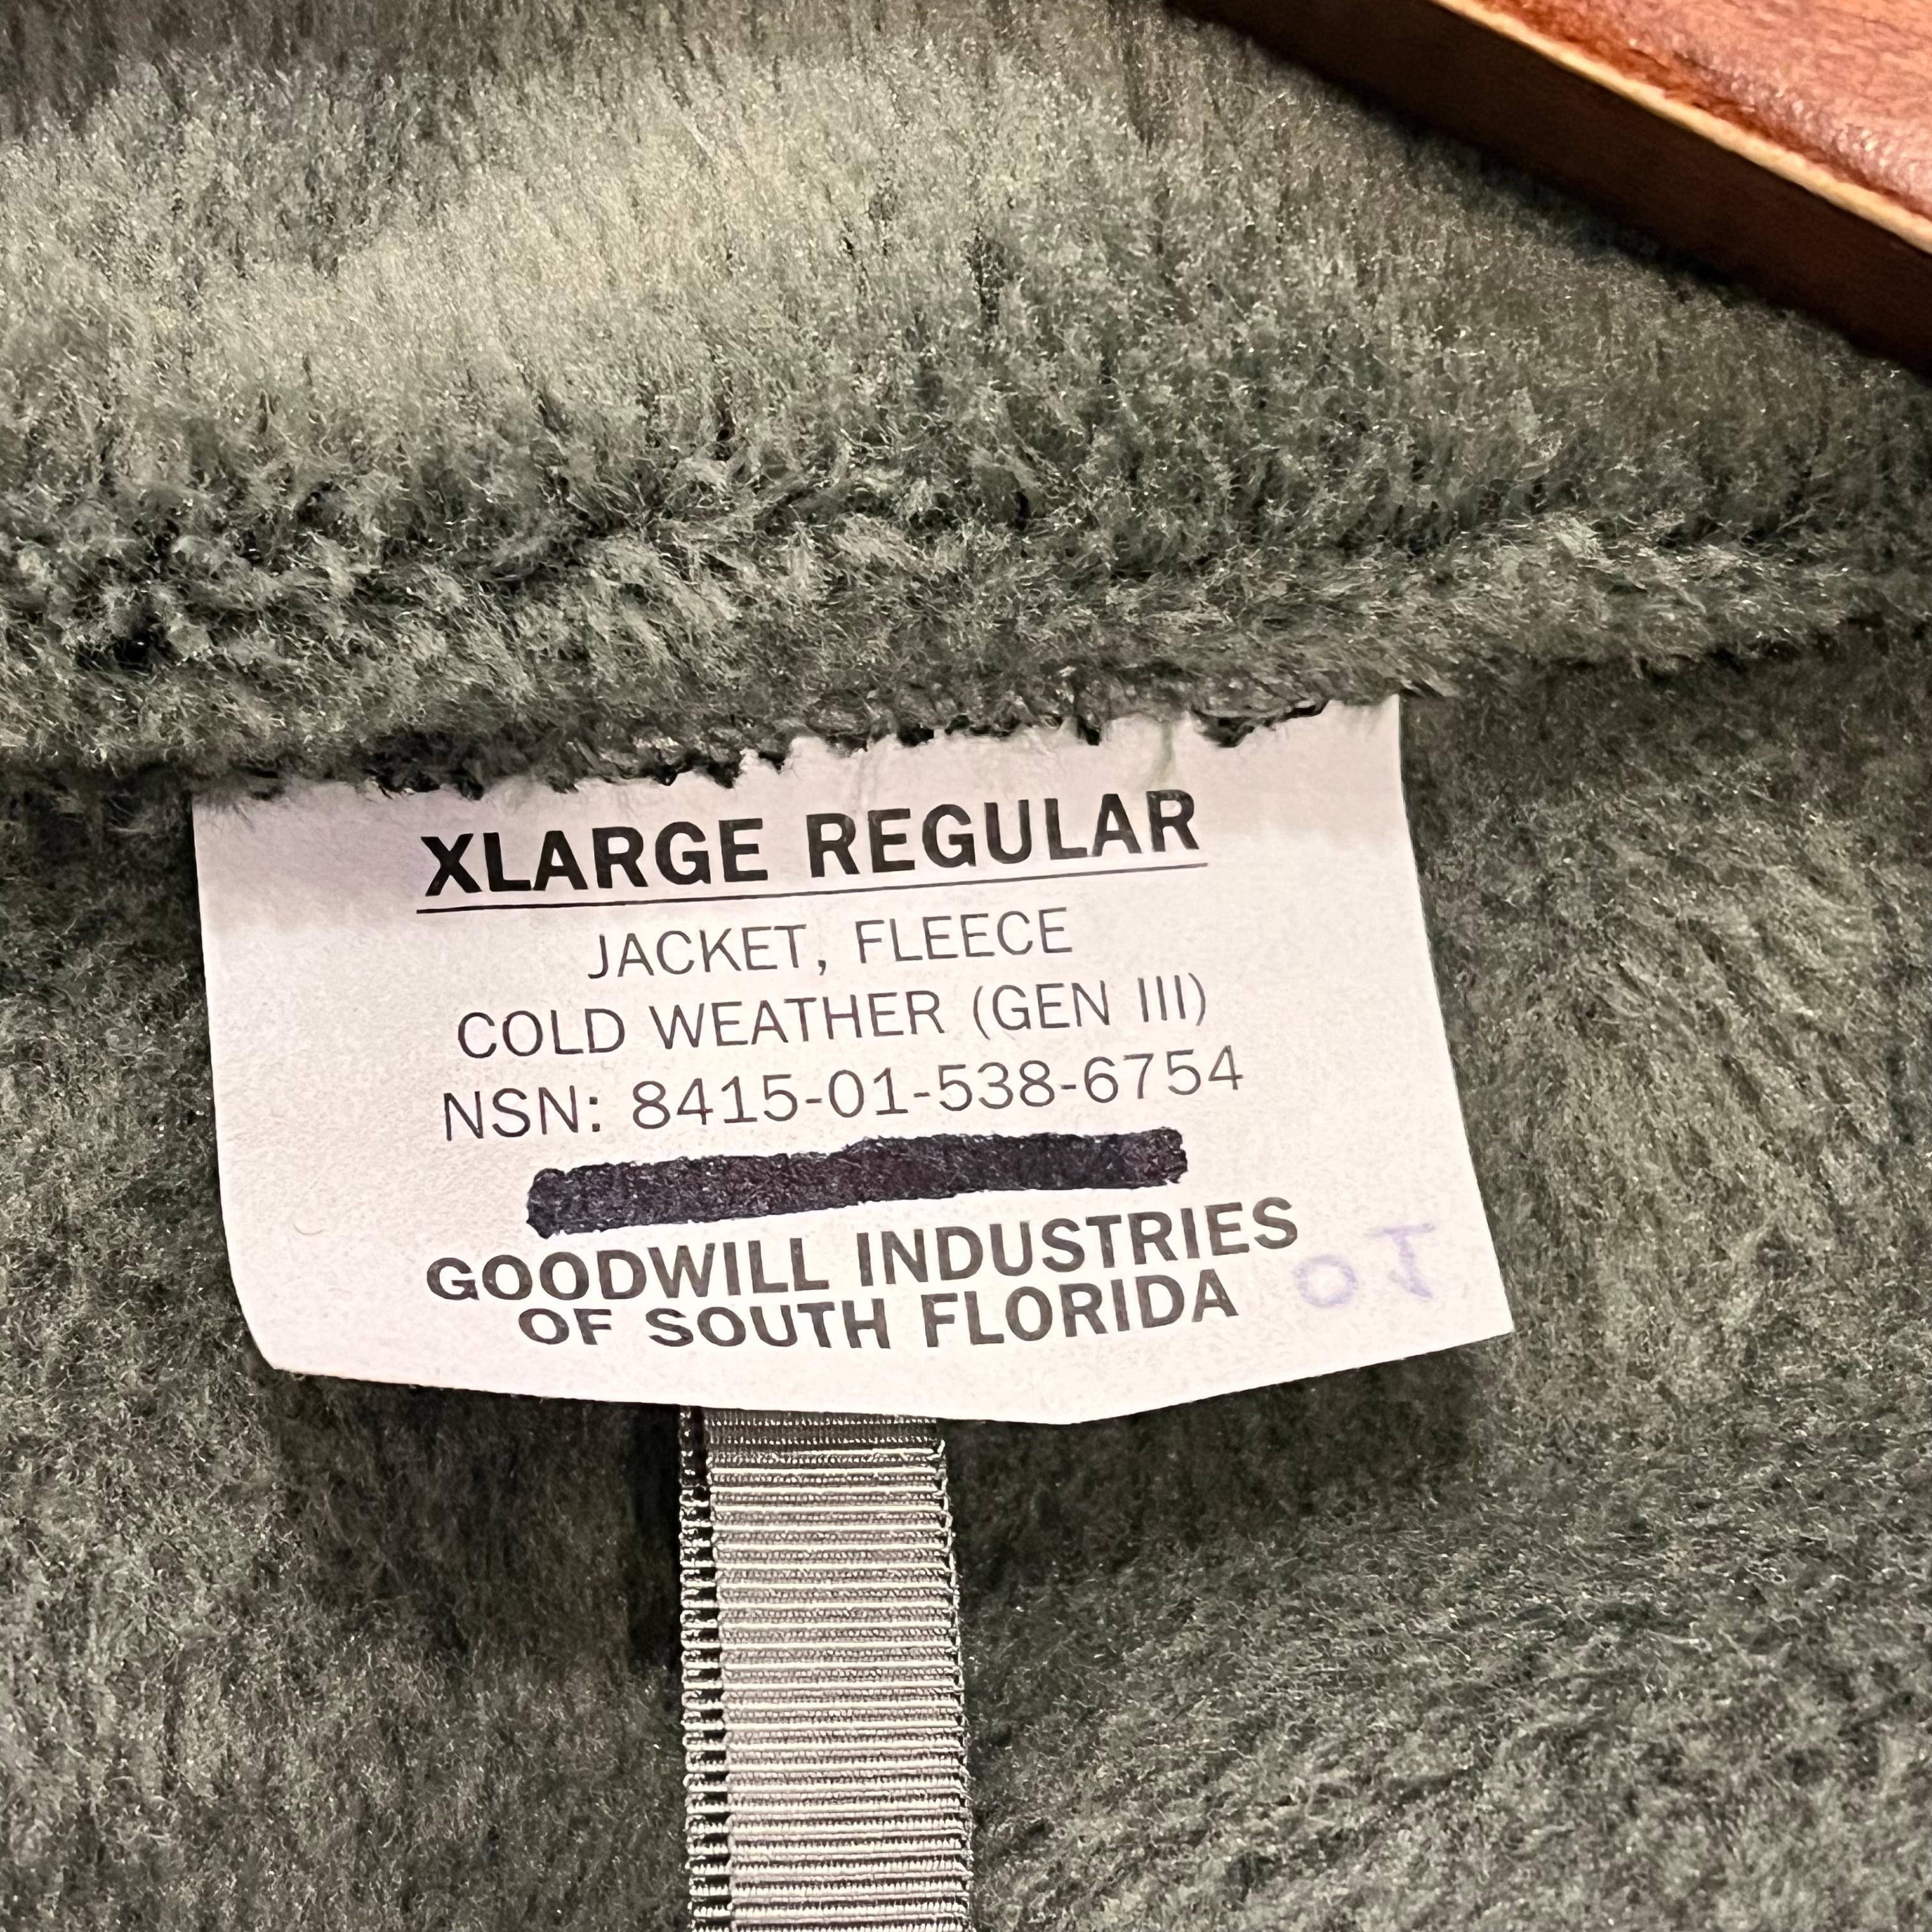 XLARGE REGULAR
JACKET, FLEECE
COLD WEATHER (GEN III)
NSN: 8415-01-538-6754
GOODWILL INDUSTRIES
OF SOUTH FLORIDA